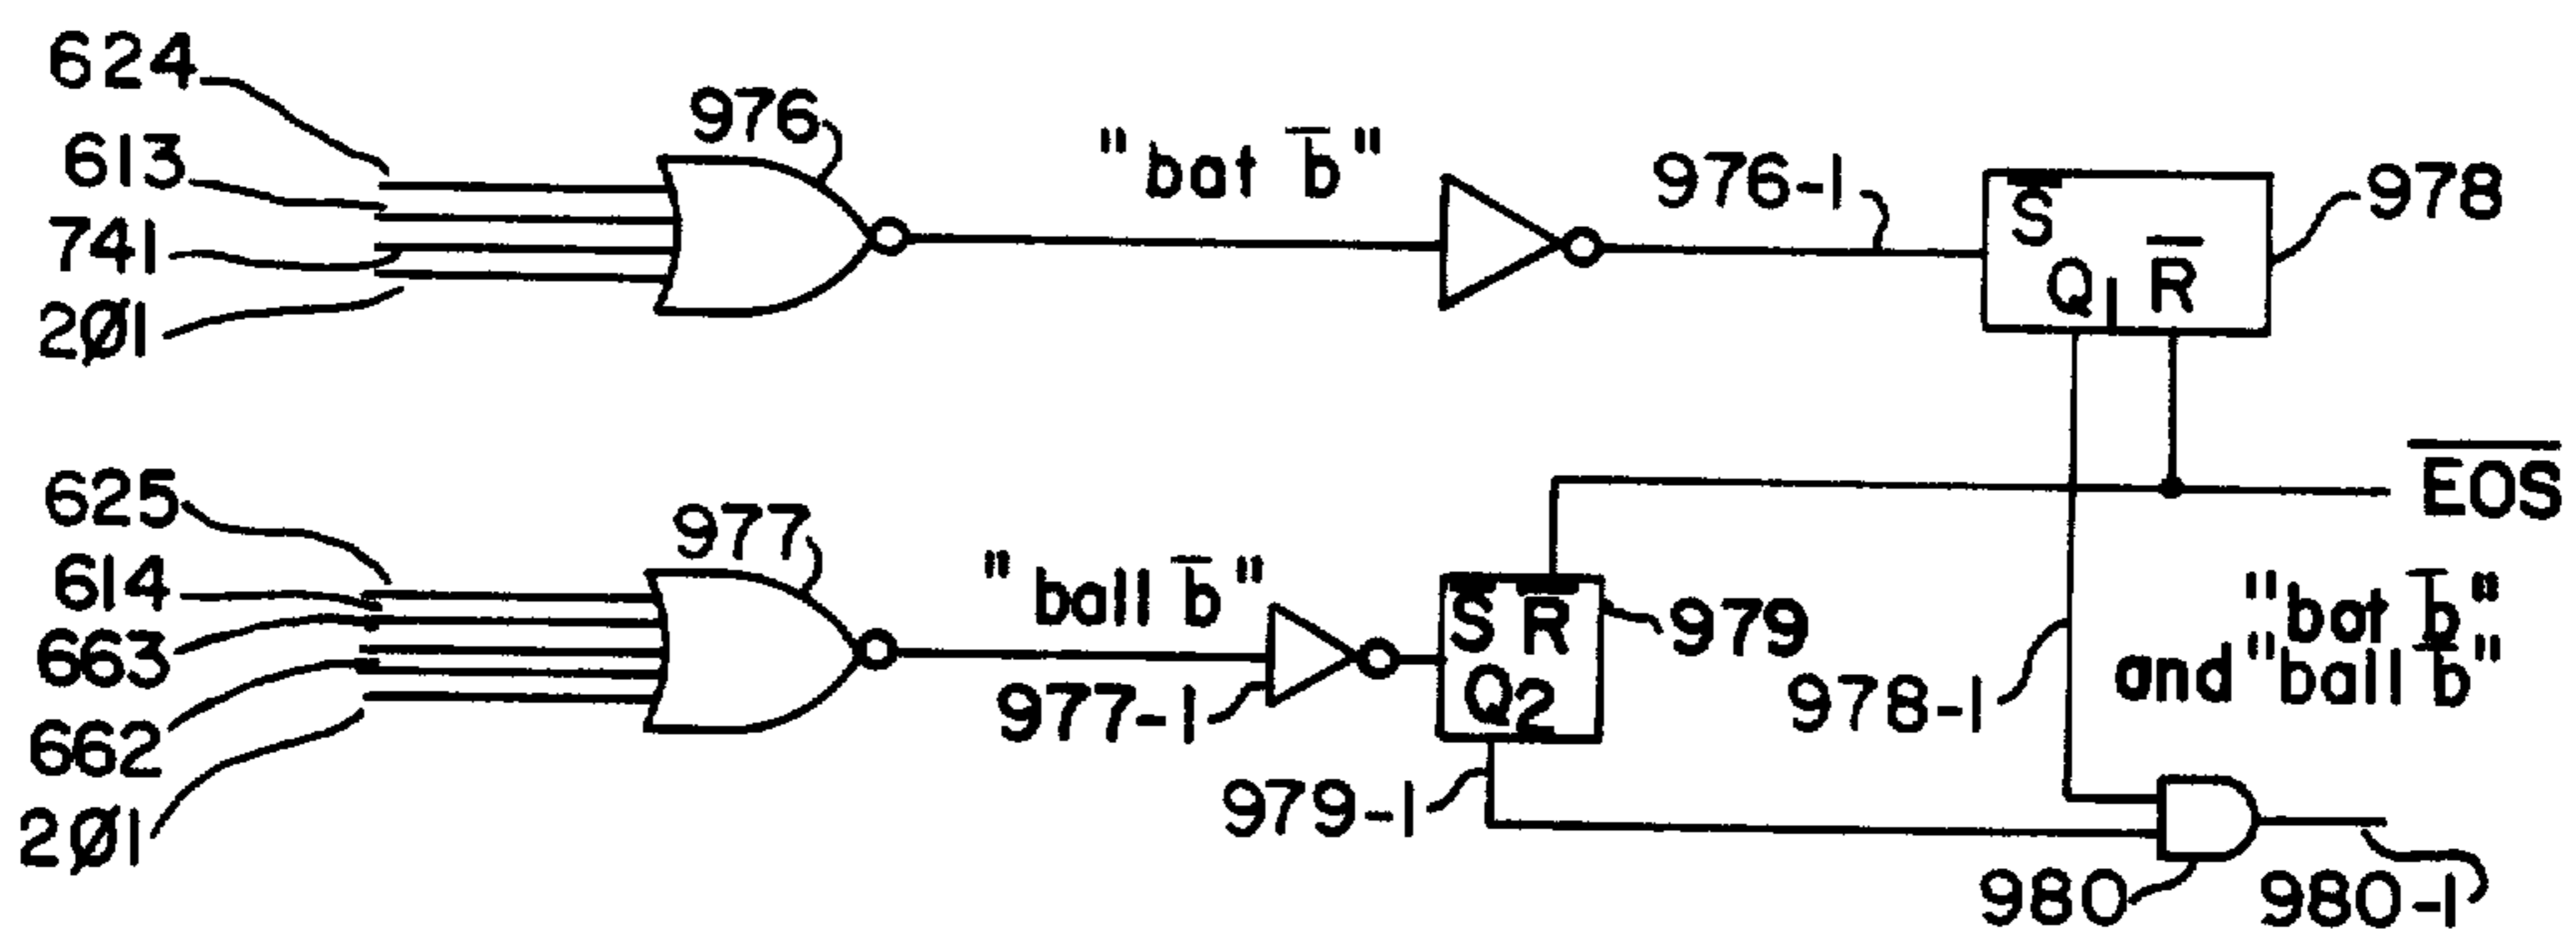 624
613
741
2Ø1
976
"bat b̅"
976-1
S̅
Q1 R̅
978
E̅O̅S̅
625
614
663
662
2Ø1
977
"ball b̅"
977-1
S̅ R̅
Q2
979
979-1
978-1
"bat b̅"
and "ball b̅"
980
980-1